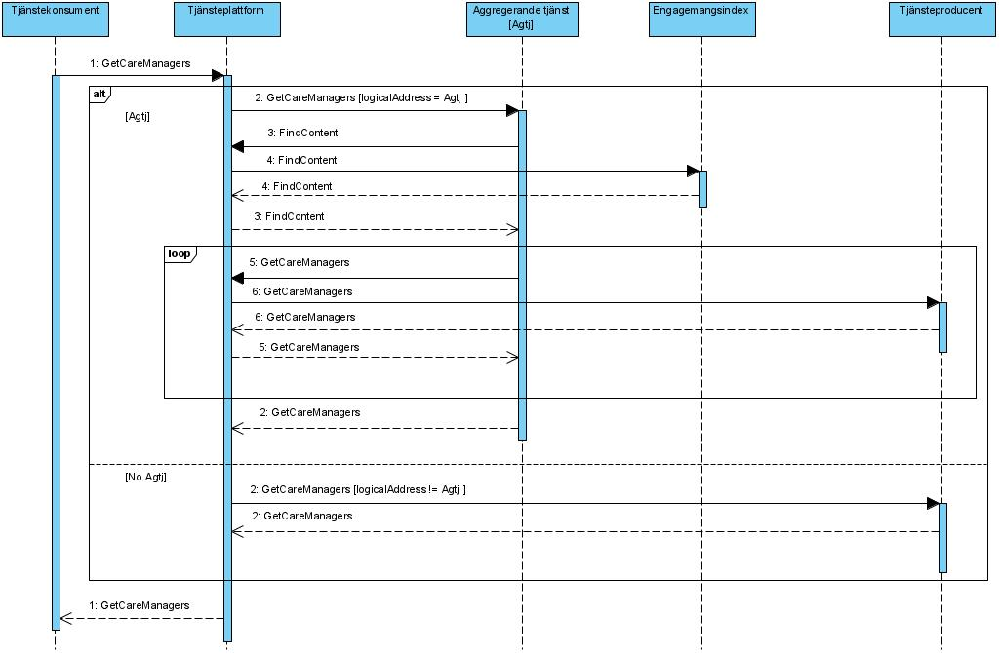 Tjänstekonsument
Tjänsteplattform
Aggregerande tjänst
[Agtj]
Engagemangsindex
Tjänsteproducent
1: GetCareManagers
alt
[Agtj]
2: GetCareManagers [logicalAddress = Agtj ]
3: FindContent
4: FindContent
4: FindContent
3: FindContent
loop
5: GetCareManagers
6: GetCareManagers
6: GetCareManagers
5: GetCareManagers
2: GetCareManagers
[No Agtj]
2: GetCareManagers [logicalAddress != Agtj ]
2: GetCareManagers
1: GetCareManagers